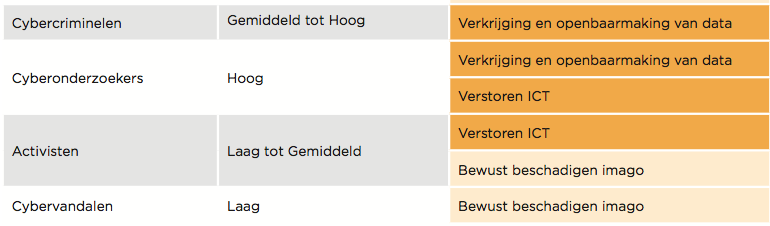 Cybercriminelen Gemiddeld tot Hoog Verkrijging en openbaarmaking van data
Cyberonderzoekers Hoog Verkrijging en openbaarmaking van data
Verstoren ICT
Activisten Laag tot Gemiddeld Verstoren ICT
Bewust beschadigen imago
Cybervandalen Laag Bewust beschadigen imago